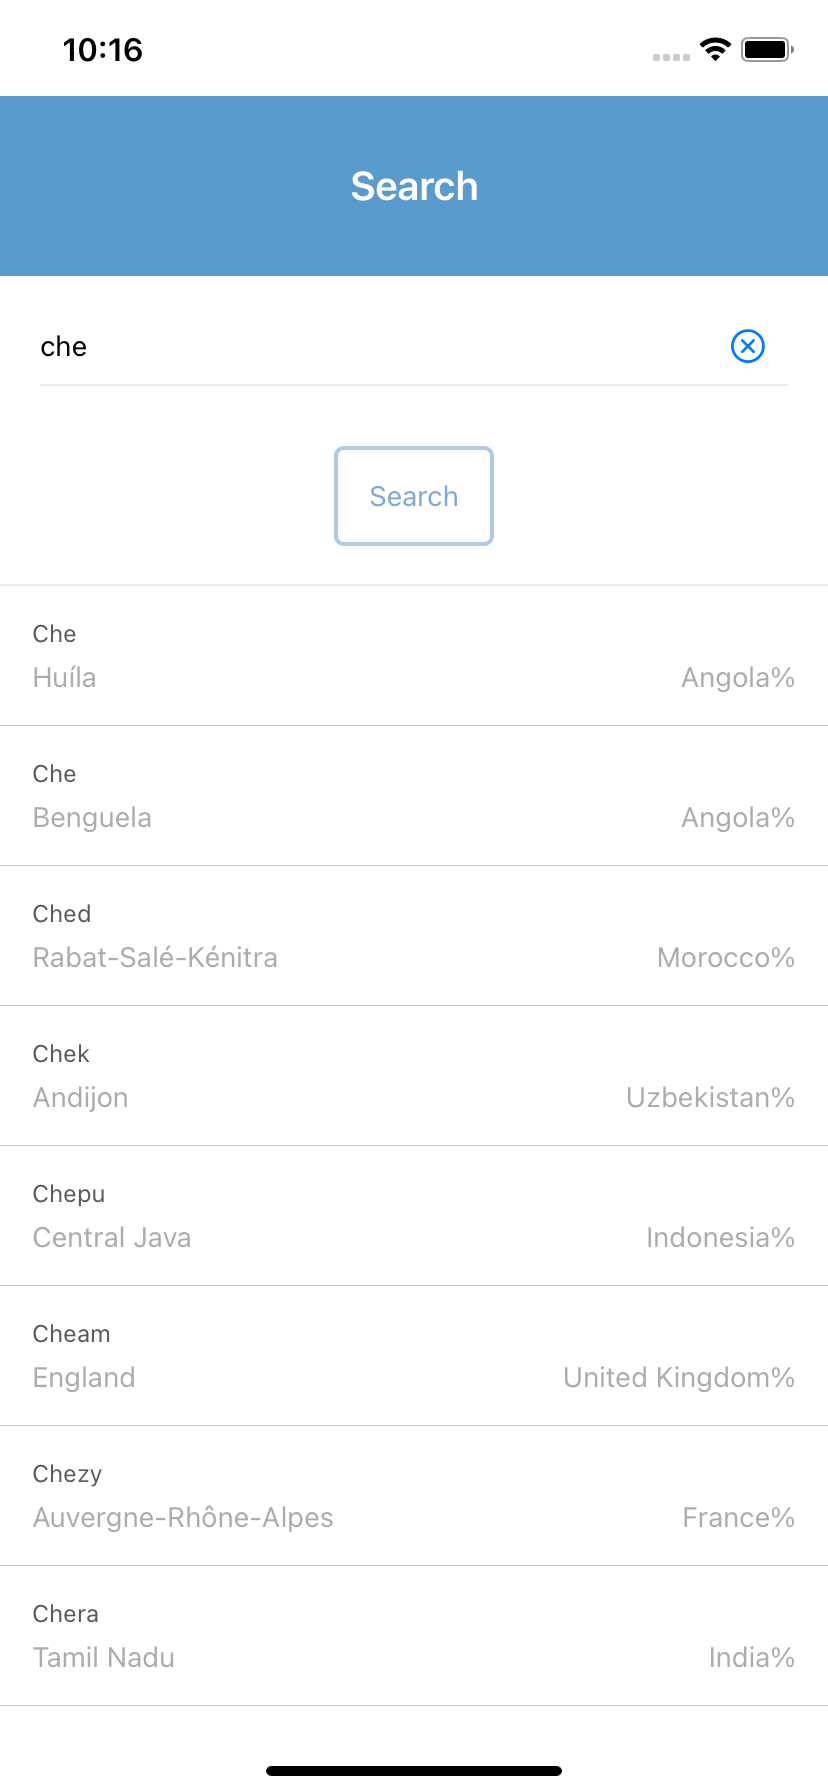 10:16
Search
che
Search
Che
Huíla Angola%
Che
Benguela Angola%
Ched
Rabat-Salé-Kénitra Morocco%
Chek
Andijon Uzbekistan%
Chepu
Central Java Indonesia%
Cheam
England United Kingdom%
Chezy
Auvergne-Rhône-Alpes France%
Chera
Tamil Nadu India%